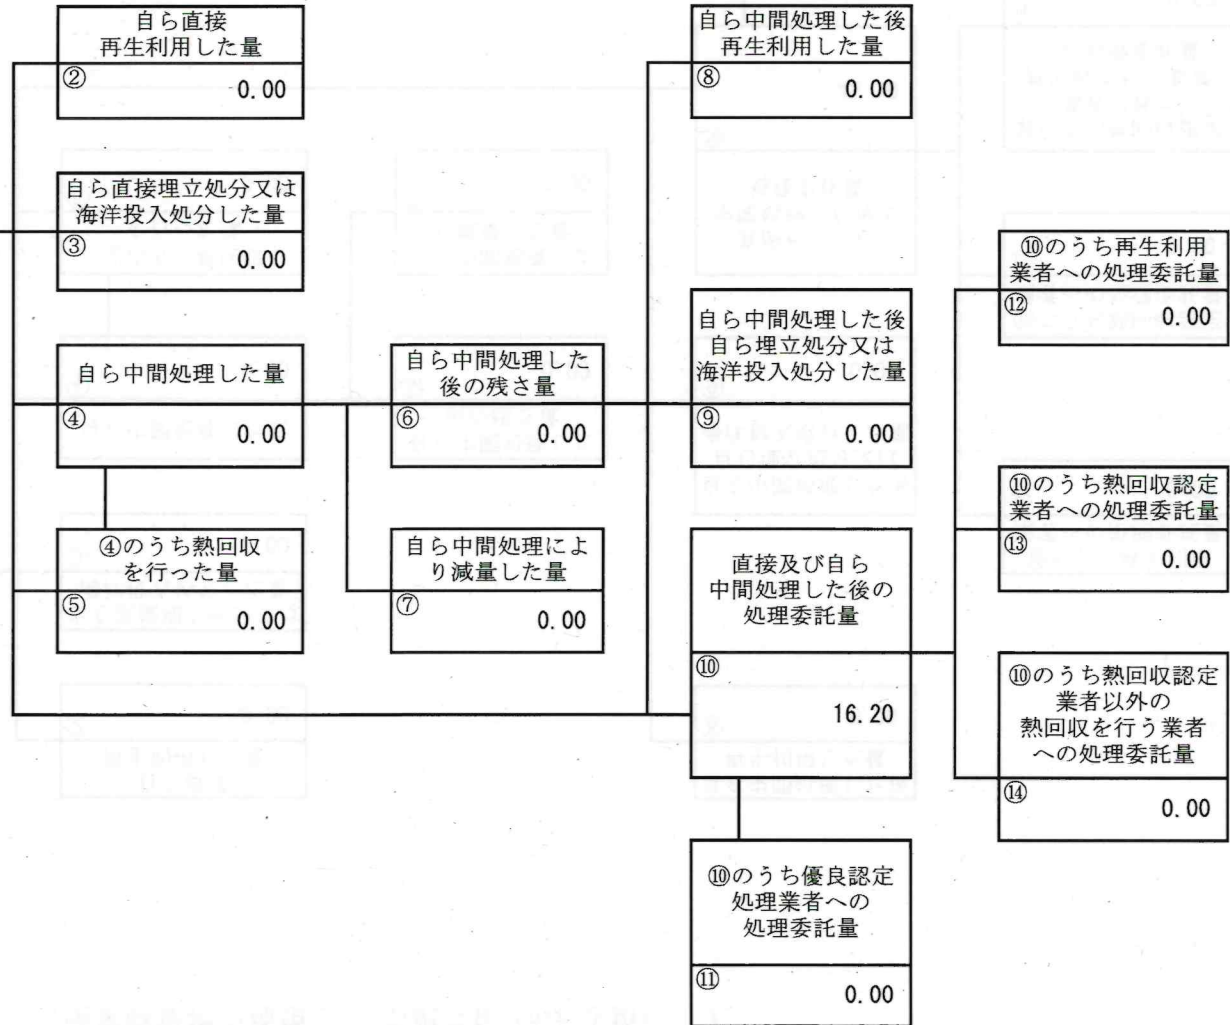 自ら直接
再生利用した量
②
0.00
自ら直接埋立処分又は
海洋投入処分した量
③
0.00
自ら中間処理した量
④
0.00
④のうち熱回収
を行った量
⑤
0.00
自ら中間処理した
後の残さ量
⑥
0.00
自ら中間処理によ
り減量した量
⑦
0.00
自ら中間処理した後
再生利用した量
⑧
0.00
自ら中間処理した後
自ら埋立処分又は
海洋投入処分した量
⑨
0.00
直接及び自ら
中間処理した後の
処理委託量
⑩
16.20
⑩のうち優良認定
処理業者への
処理委託量
⑪
0.00
⑩のうち再生利用
業者への処理委託量
⑫
0.00
⑩のうち熱回収認定
業者への処理委託量
⑬
0.00
⑩のうち熱回収認定
業者以外の
熱回収を行う業者
への処理委託量
⑭
0.00